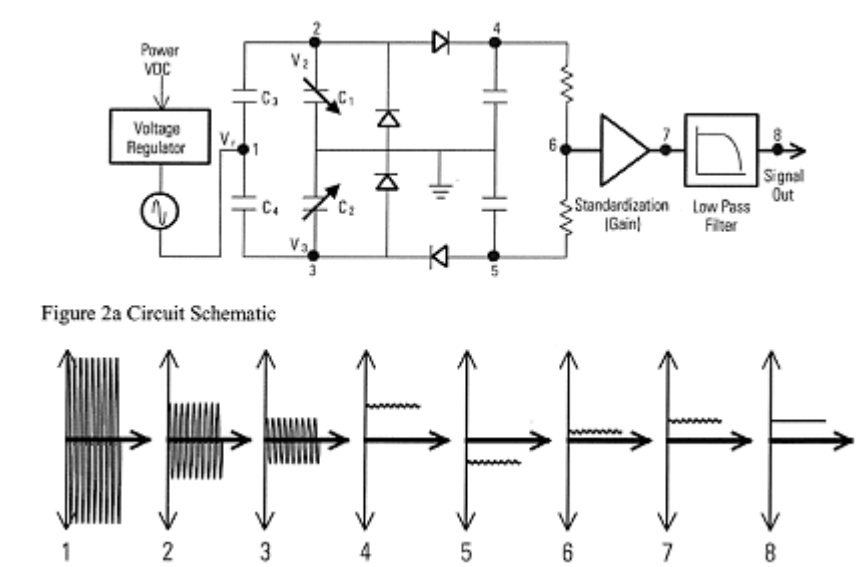 Power
VDC
Voltage
Regulator
Vr
1
2
V2
C3
C1
C4
C2
V3
3
4
5
6
7
8
Standardization
(Gain)
Low Pass
Filter
Signal
Out
Figure 2a Circuit Schematic
1 2 3 4 5 6 7 8